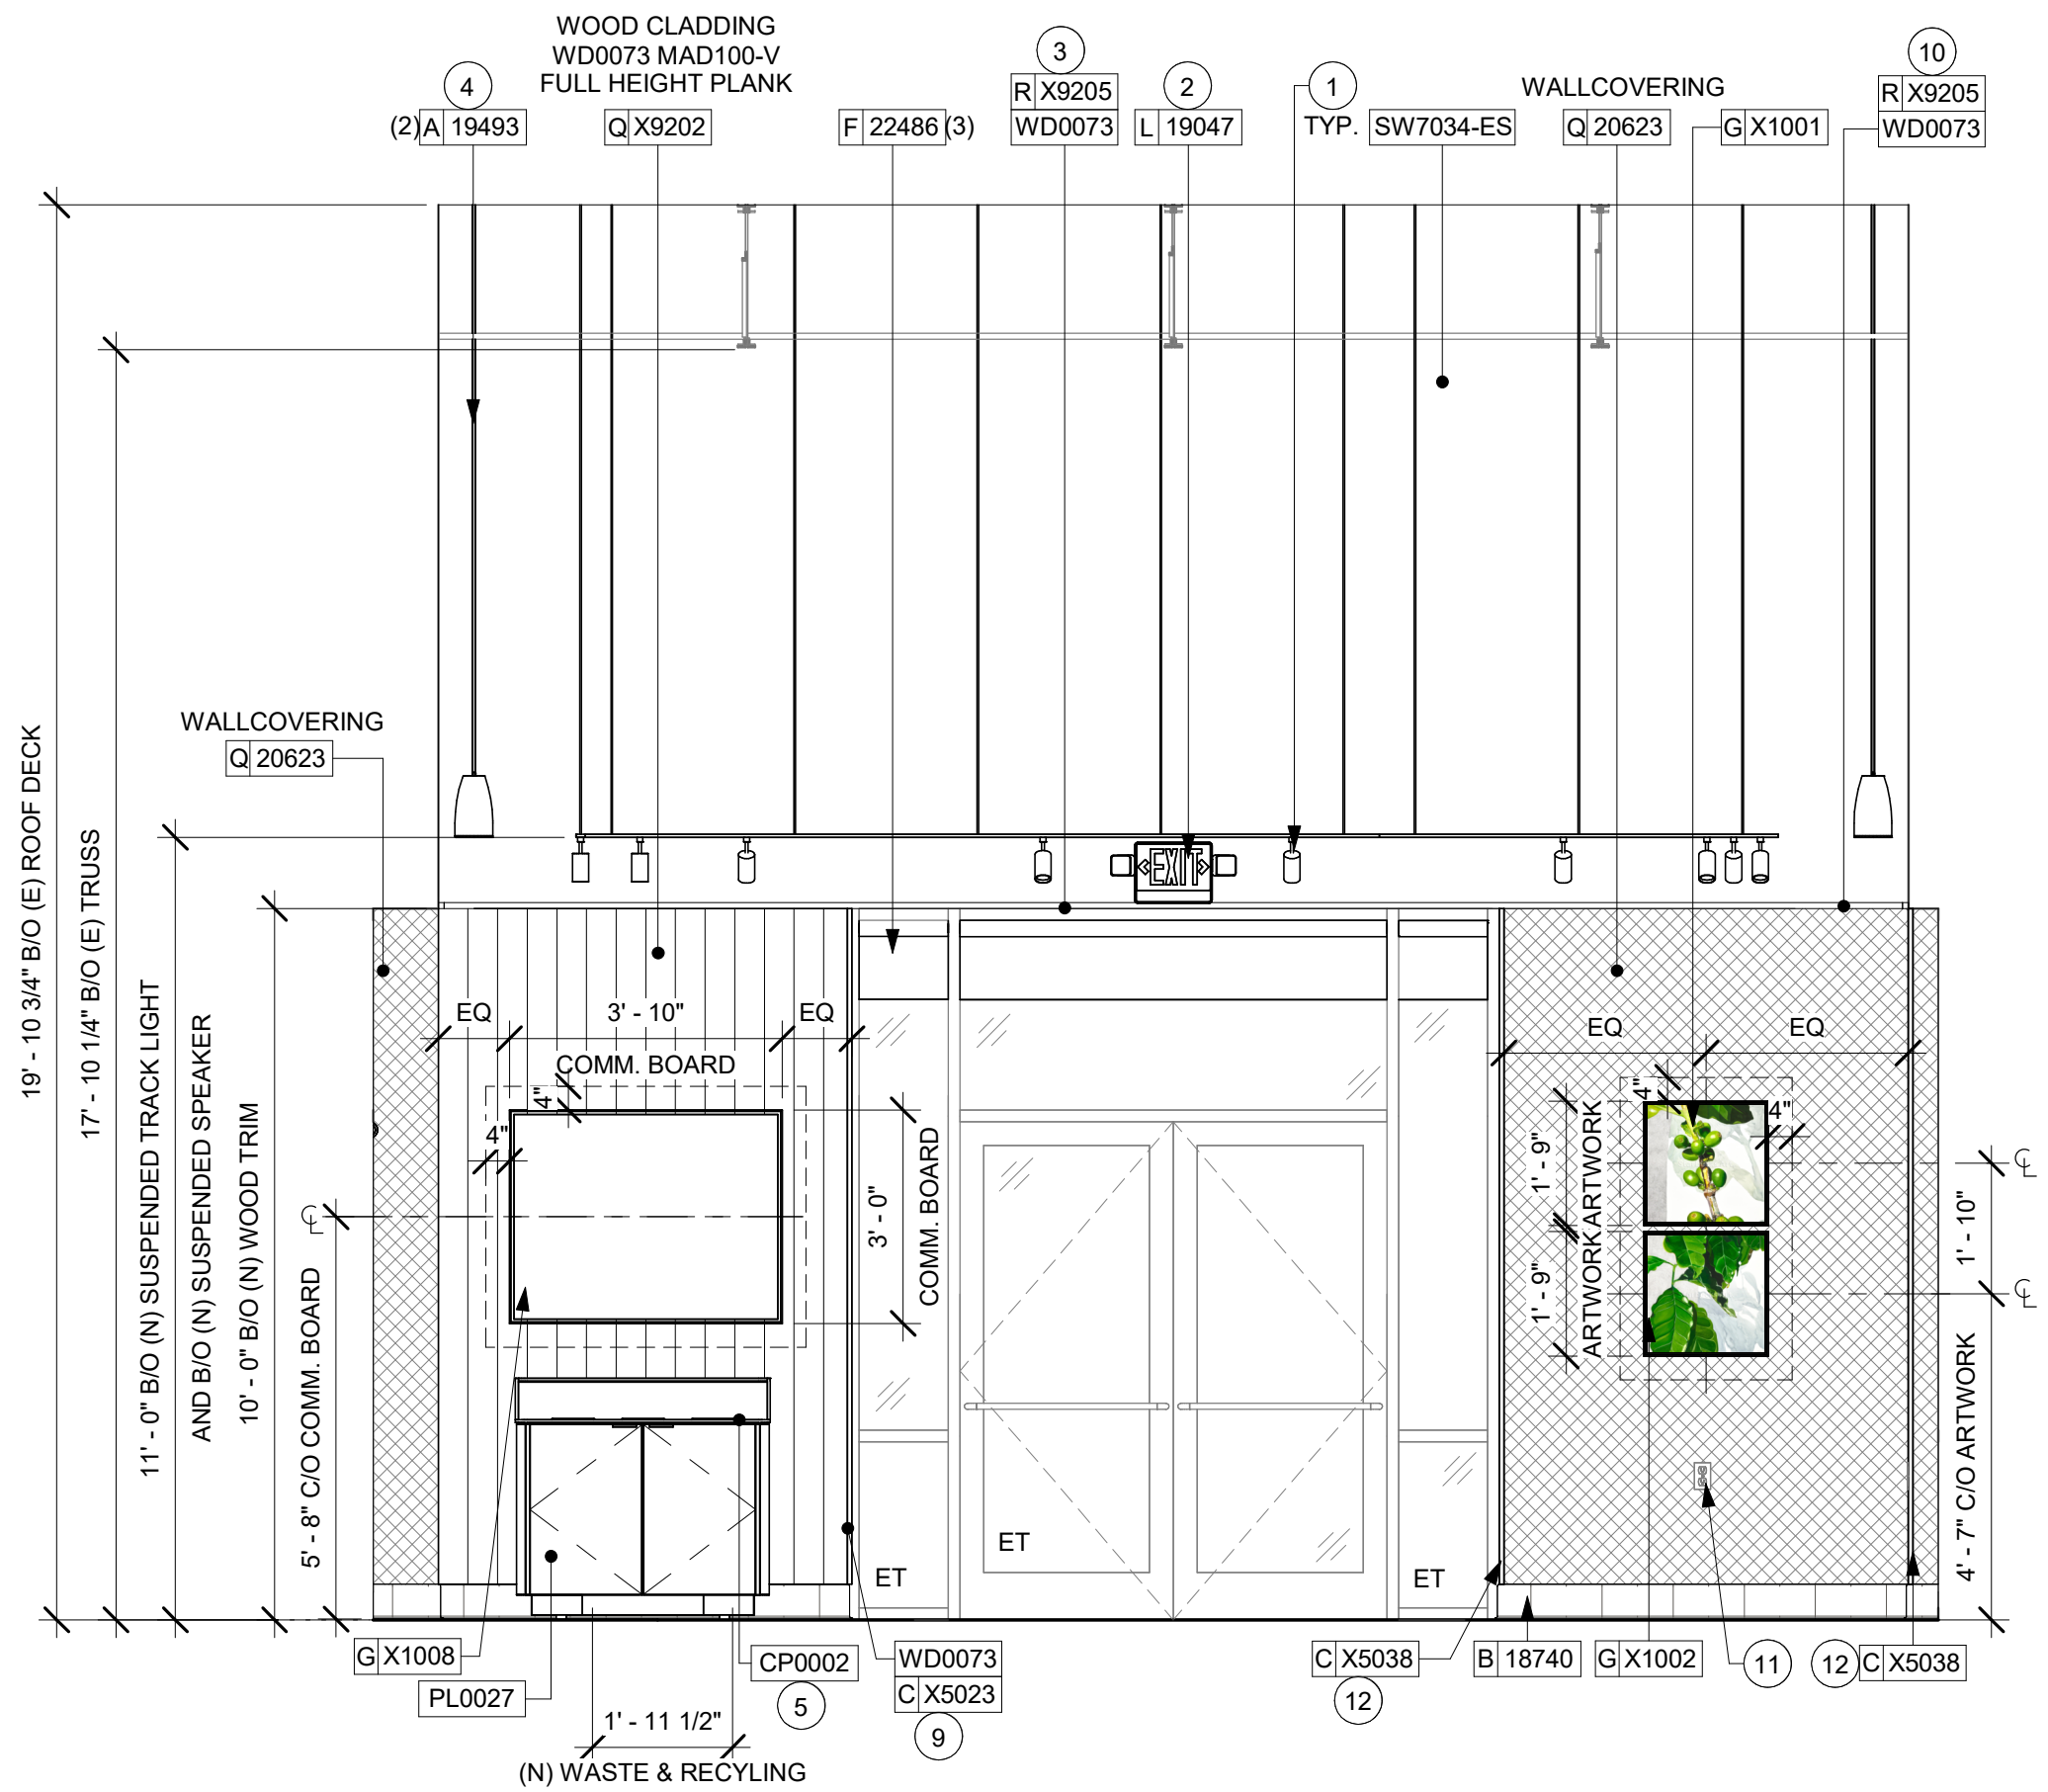 WOOD CLADDING
WD0073 MAD100-V
FULL HEIGHT PLANK
4
(2) A 19493
Q X9202
F 22486 (3)
3
R X9205
WD0073
2
L 19047
1
TYP.
SW7034-ES
WALLCOVERING
Q 20623
G X1001
10
R X9205
WD0073
19' - 10 3/4" B/O (E) ROOF DECK
17' - 10 1/4" B/O (E) TRUSS
11' - 0" B/O (N) SUSPENDED TRACK LIGHT
AND B/O (N) SUSPENDED SPEAKER
10' - 0" B/O (N) WOOD TRIM
5' - 8" C/O COMM. BOARD
WALLCOVERING
Q 20623
EXIT
EQ
3' - 10"
EQ
COMM. BOARD
4"
4"
3' - 0"
COMM. BOARD
EQ
EQ
4"
4"
1' - 9"
ARTWORK
1' - 9"
ARTWORK
CL
CL
CL
1' - 10"
4' - 7" C/O ARTWORK
ET
ET
ET
G X1008
PL0027
CP0002
5
WD0073
C X5023
9
1' - 11 1/2"
(N) WASTE & RECYLING
C X5038
12
B 18740
G X1002
11
12
C X5038